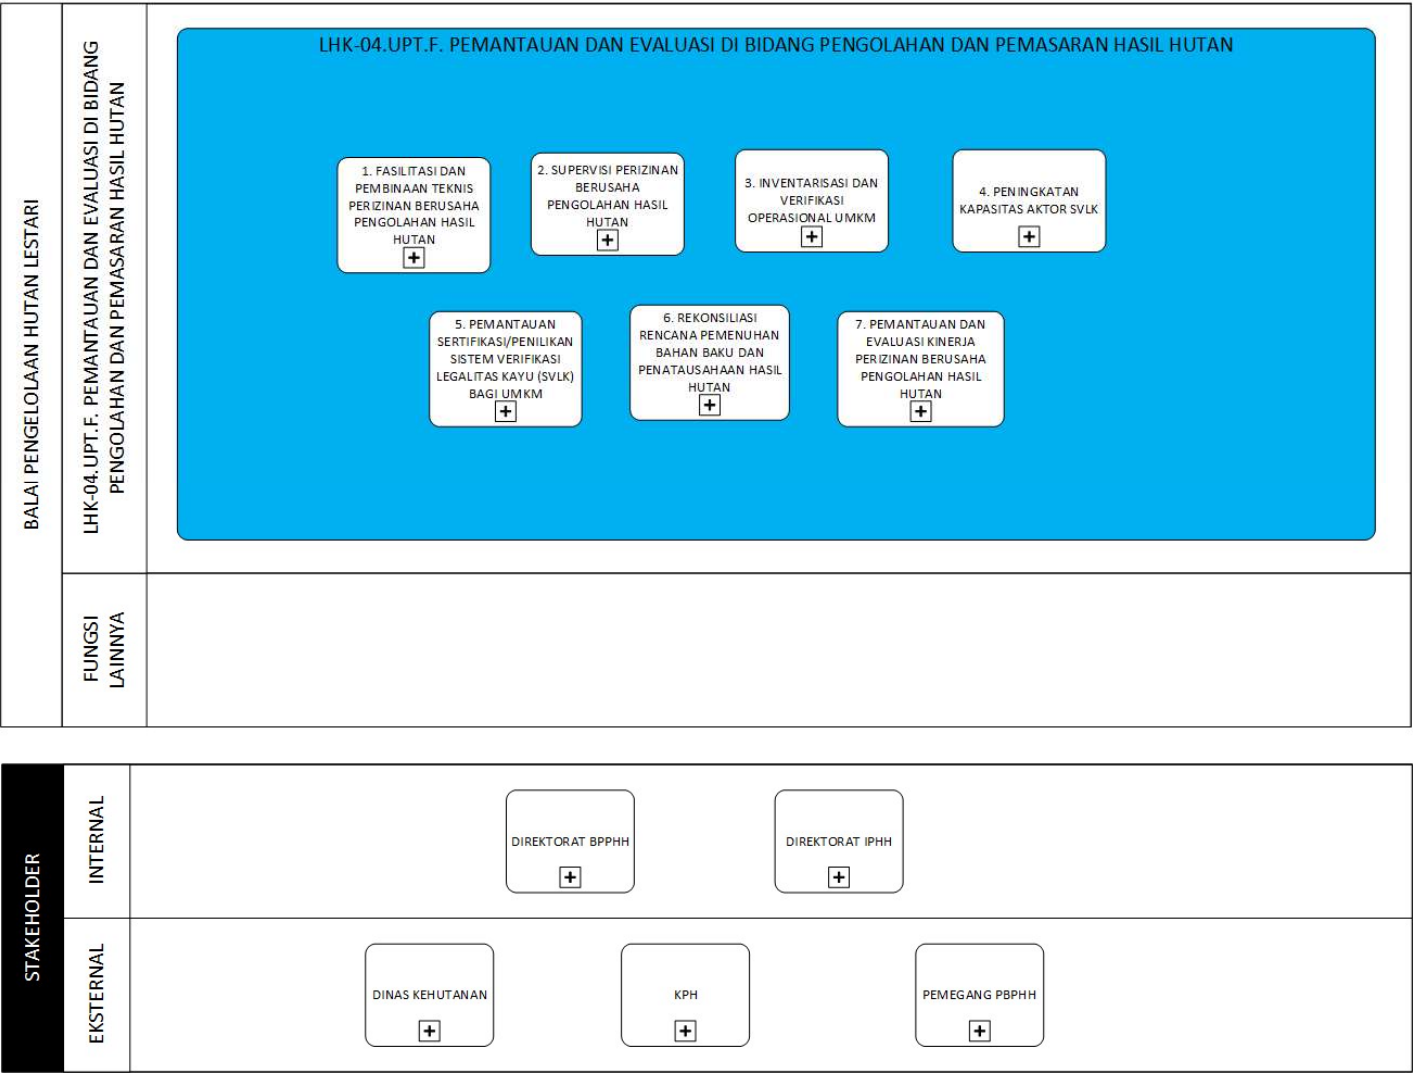 BALAI PENGELOLAAN HUTAN LESTARI
LHK-04.UPT.F. PEMANTAUAN DAN EVALUASI DI BIDANG
PENGOLAHAN DAN PEMASARAN HASIL HUTAN
LHK-04.UPT.F. PEMANTAUAN DAN EVALUASI DI BIDANG PENGOLAHAN DAN PEMASARAN HASIL HUTAN
1. FASILITASI DAN
PEMBINAAN TEKNIS
PERIZINAN BERUSAHA
PENGOLAHAN HASIL
HUTAN
2. SUPERVISI PERIZINAN
BERUSAHA
PENGOLAHAN HASIL
HUTAN
3. INVENTARISASI DAN
VERIFIKASI
OPERASIONAL UMKM
4. PENINGKATAN
KAPASITAS AKTOR SVLK
5. PEMANTAUAN
SERTIFIKASI/PENILIKAN
SISTEM VERIFIKASI
LEGALITAS KAYU (SVLK)
BAGI UMKM
6. REKONSILIASI
RENCANA PEMENUHAN
BAHAN BAKU DAN
PENATAUSAHAAN HASIL
HUTAN
7. PEMANTAUAN DAN
EVALUASI KINERJA
PERIZINAN BERUSAHA
PENGOLAHAN HASIL
HUTAN
FUNGSI
LAINNYA
STAKEHOLDER
INTERNAL
DIREKTORAT BPPHH
DIREKTORAT IPHH
EKSTERNAL
DINAS KEHUTANAN
KPH
PEMEGANG PBPHH